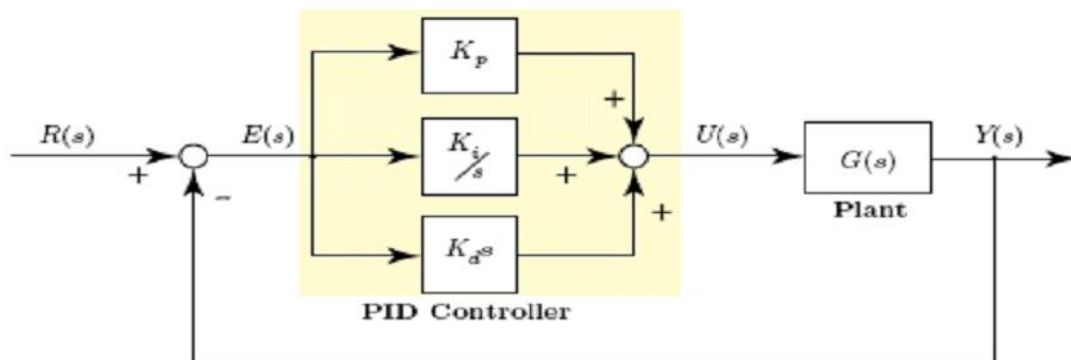 K_p
R(s)
E(s)
K_i/s
U(s)
G(s)
Y(s)
+
+
+
+
-
Plant
K_d s
PID Controller